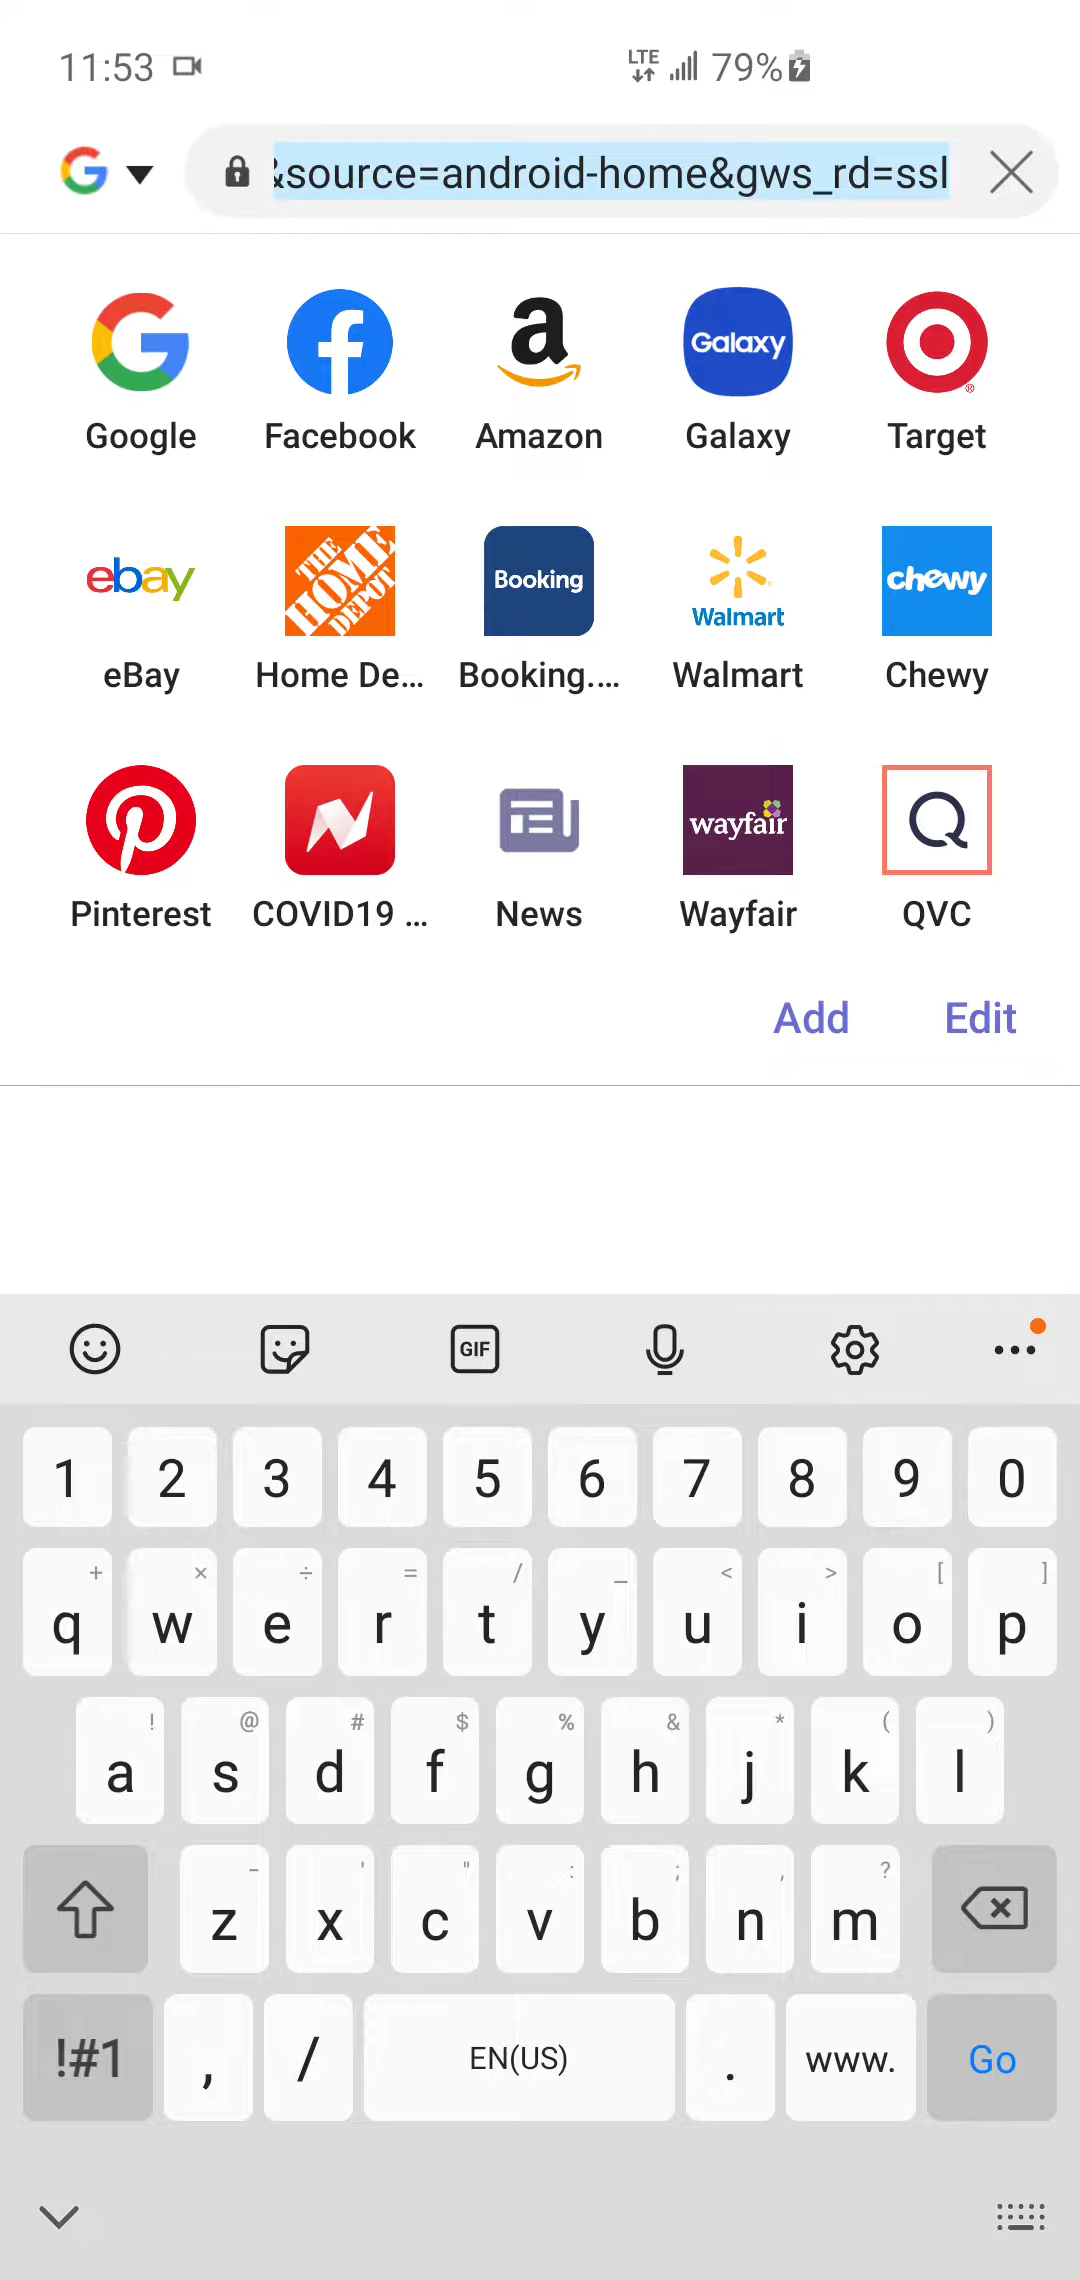 11:53 LTE 79%
&source=android-home&gws_rd=ssl
Galaxy
Google Facebook Amazon Galaxy Target
ebay THE HOME DEPOT Booking Walmart chewy
eBay Home De... Booking.... Walmart Chewy
wayfair
Pinterest COVID19 ... News Wayfair QVC
Add Edit
GIF
1 2 3 4 5 6 7 8 9 0
+ × ÷ = / _ < > [ ]
q w e r t y u i o p
! @ # $ % & * ( )
a s d f g h j k l
- ' " : ; , ?
z x c v b n m
!#1 , / EN(US) . www. Go